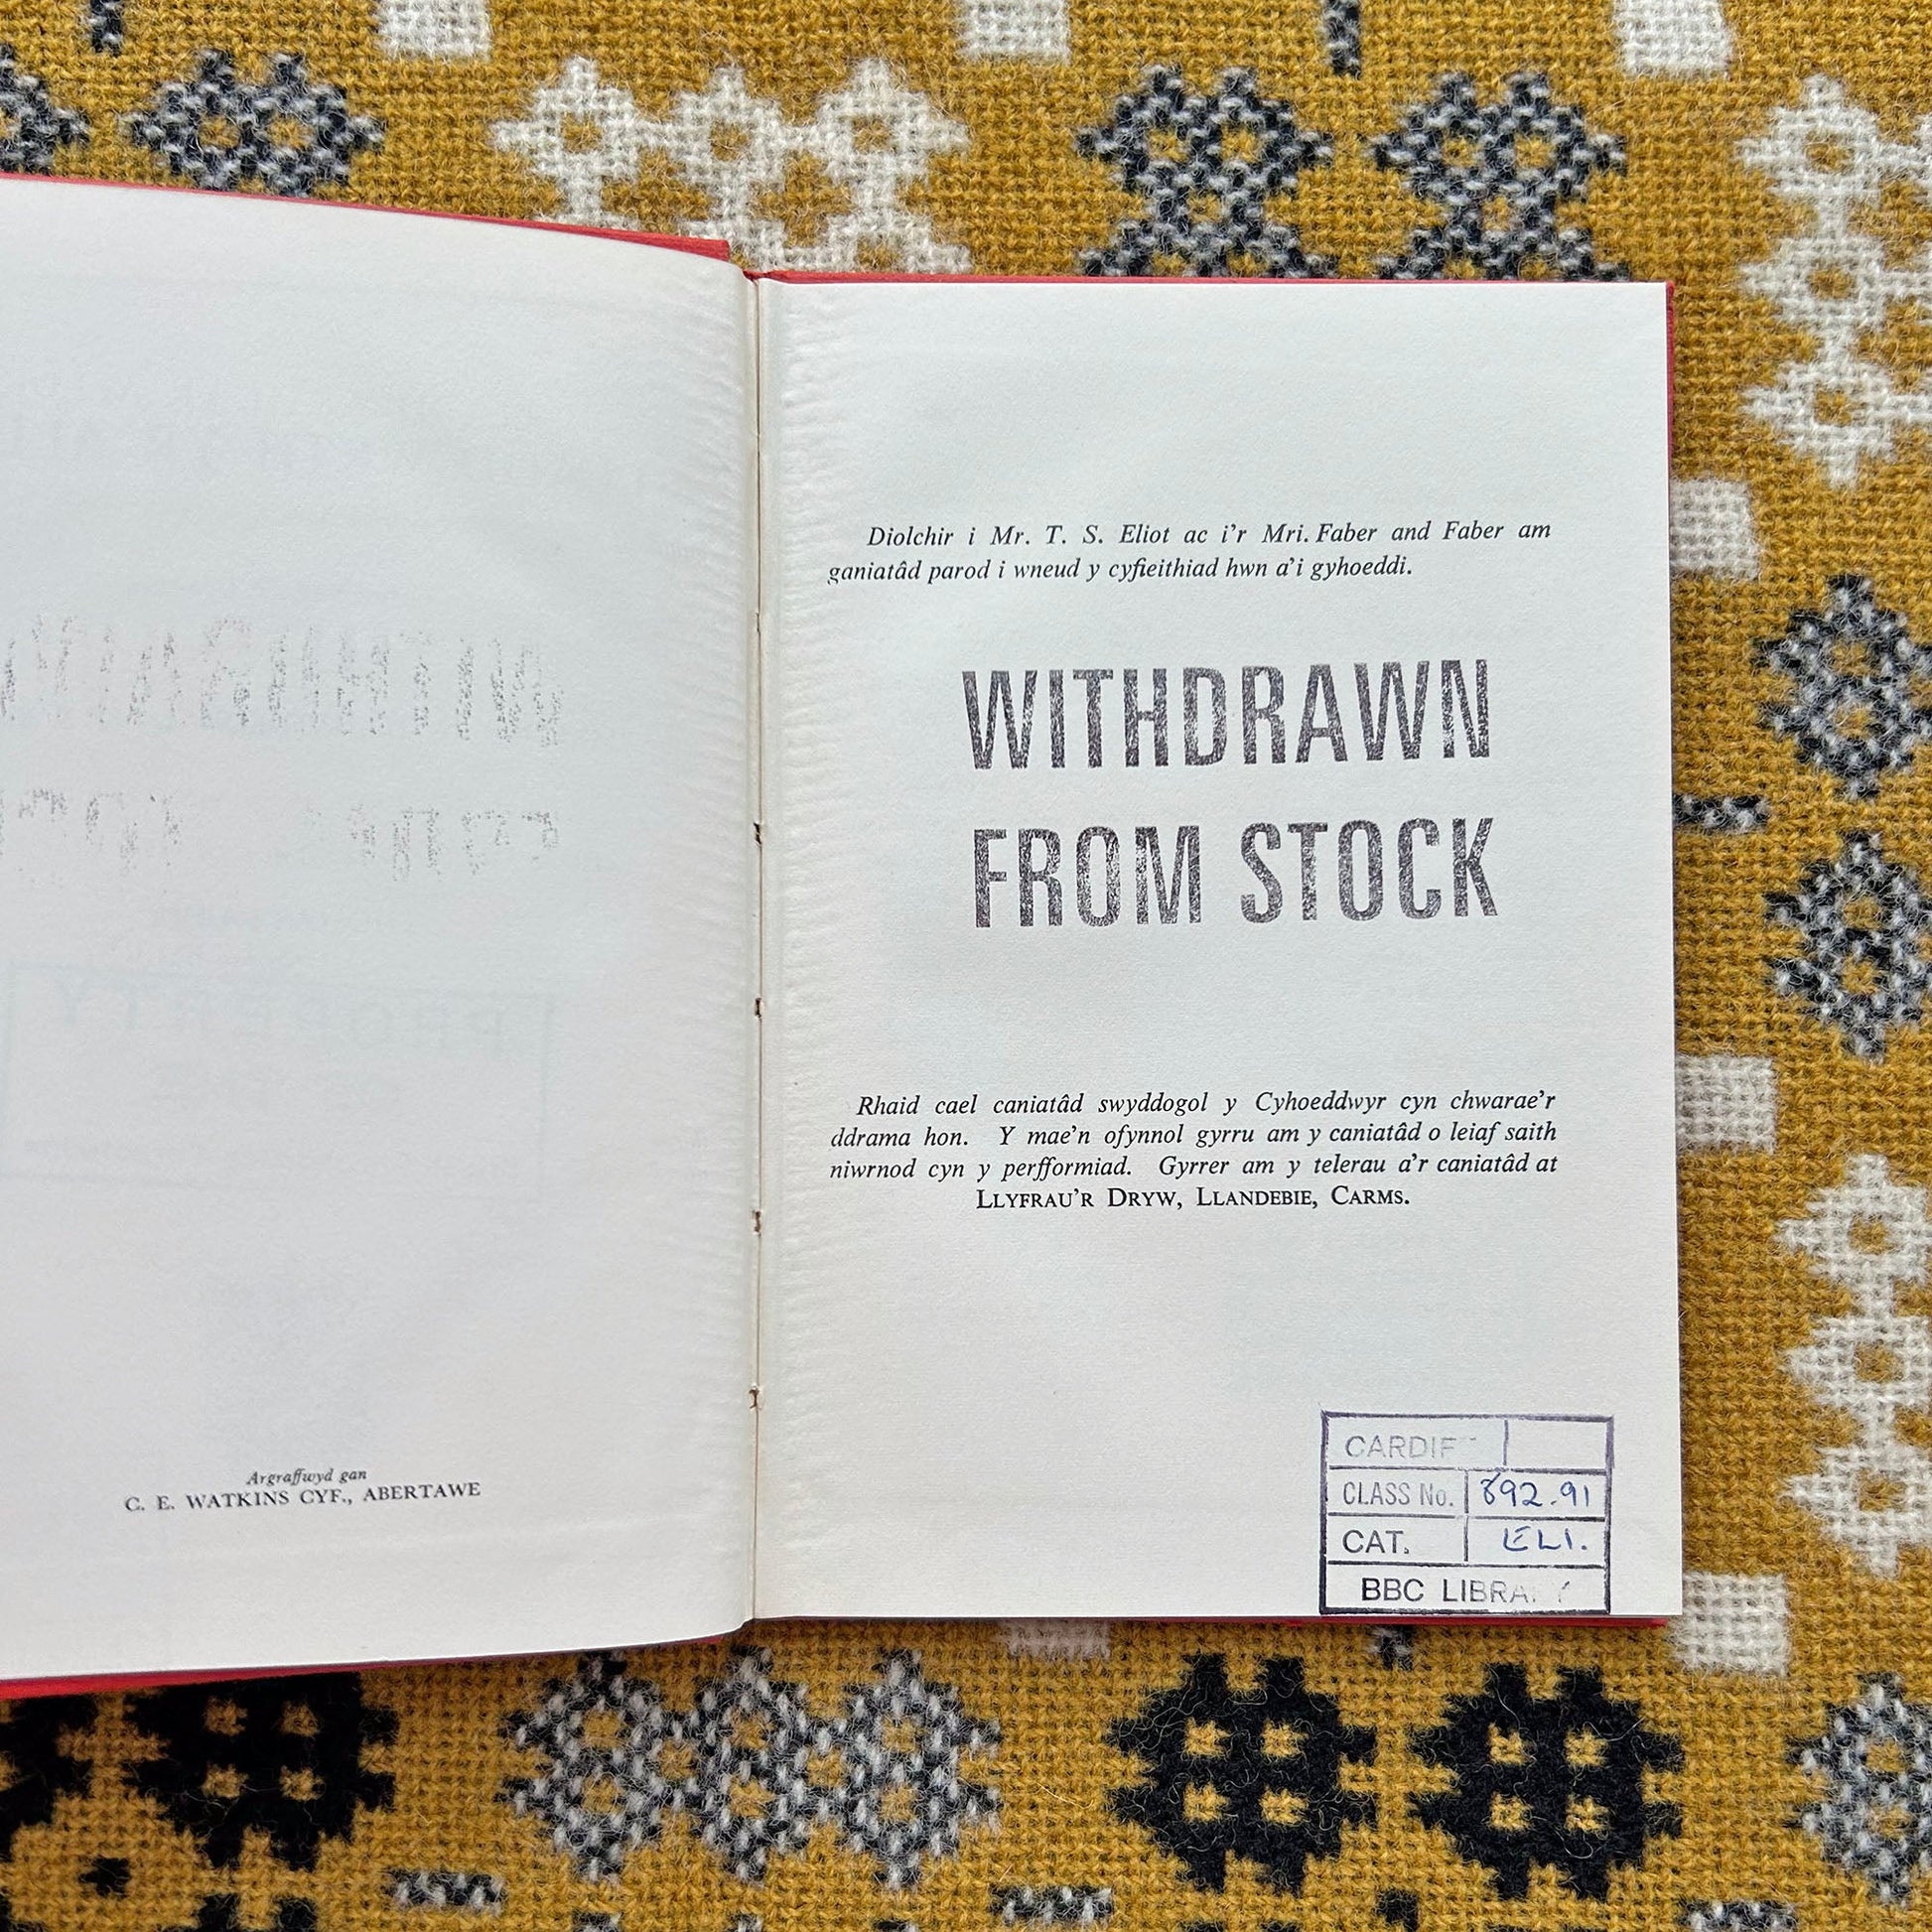 Argraffwyd gan
C. E. WATKINS CYF., ABERTAWE
Diolchir i Mr. T. S. Eliot ac i'r Mri. Faber and Faber am
ganiatâd parod i wneud y cyfieithiad hwn a'i gyhoeddi.
WITHDRAWN
FROM STOCK
Rhaid cael caniatâd swyddogol y Cyhoeddwyr cyn chwarae'r
ddrama hon. Y mae'n ofynnol gyrru am y caniatâd o leiaf saith
niwrnod cyn y perfformiad. Gyrrer am y telerau a'r caniatâd at
LLYFRAU'R DRYW, LLANDEBIE, CARMS.
CARDIFF
CLASS No. 892.91
CAT. ELI.
BBC LIBRARY